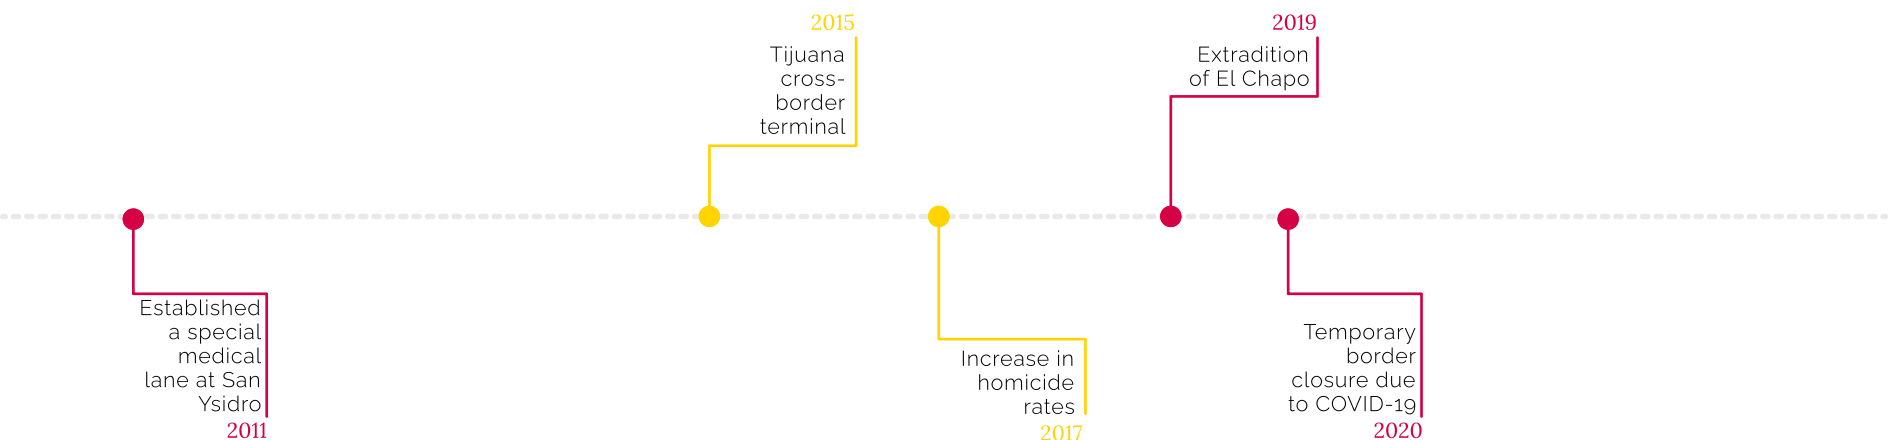 2015
Tijuana
cross-
border
terminal
2019
Extradition
of El Chapo
Established
a special
medical
lane at San
Ysidro
2011
Increase in
homicide
rates
2017
Temporary
border
closure due
to COVID-19
2020